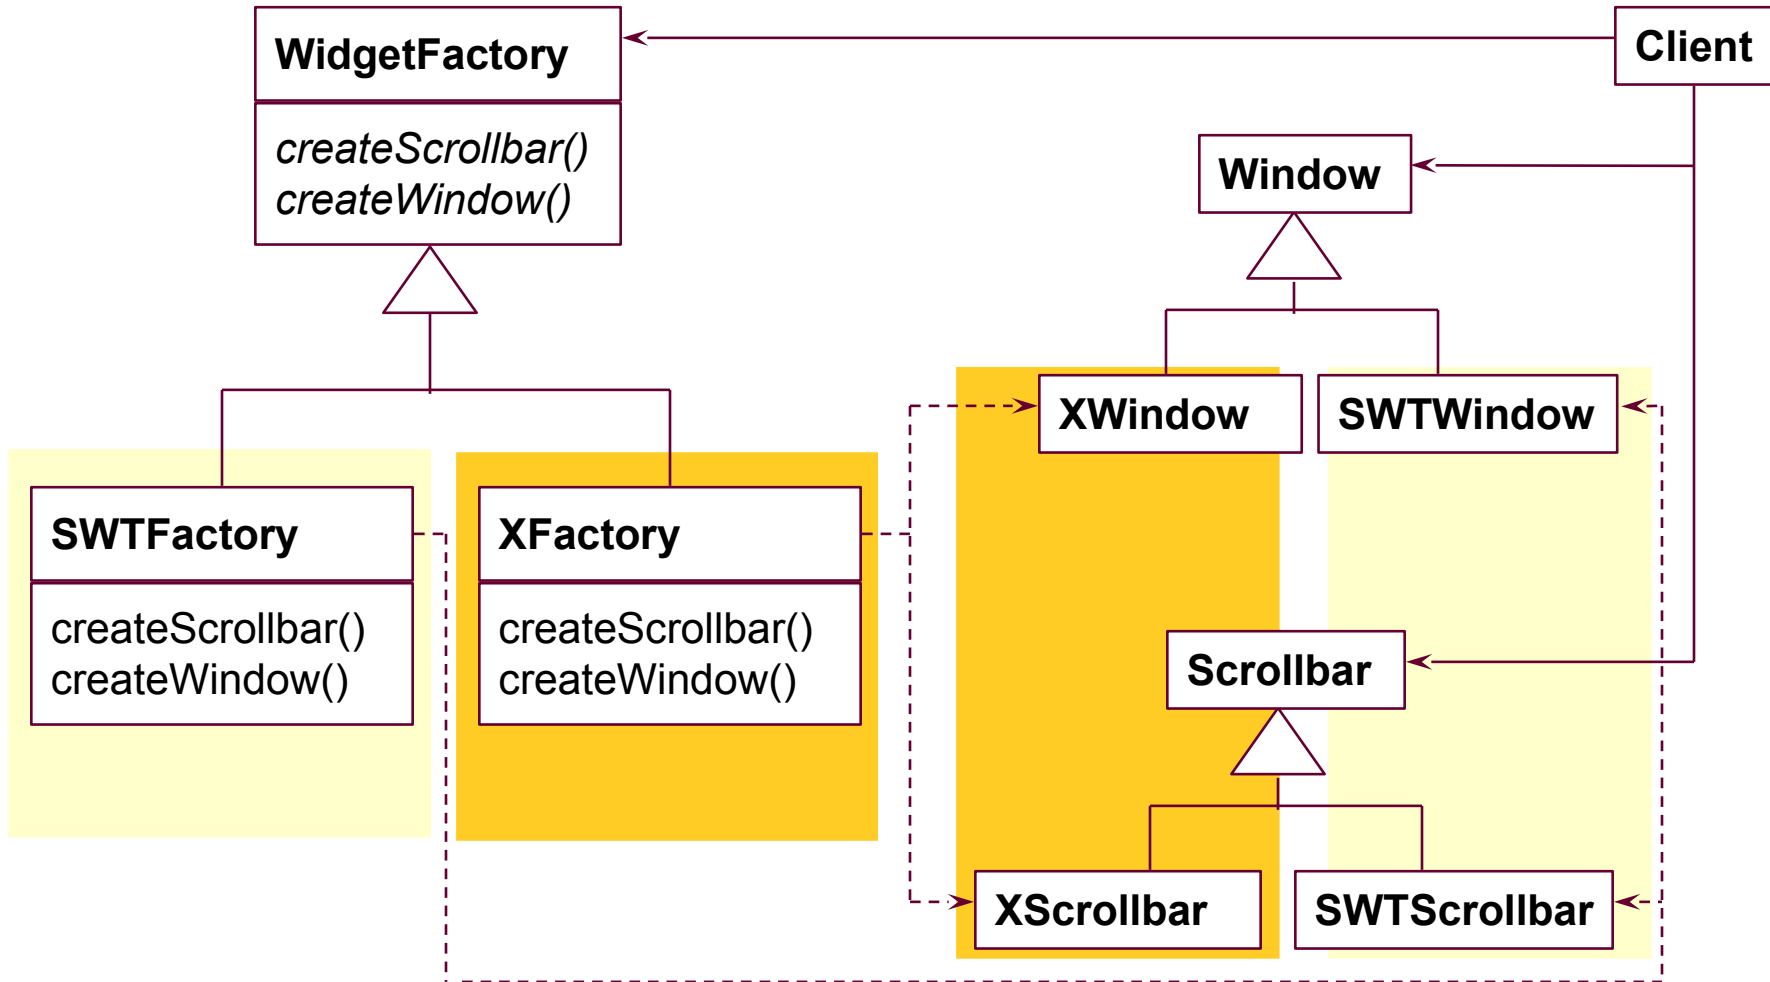 WidgetFactory
createScrollbar()
createWindow()
Client
Window
XWindow
SWTWindow
SWTFactory
createScrollbar()
createWindow()
XFactory
createScrollbar()
createWindow()
Scrollbar
XScrollbar
SWTScrollbar